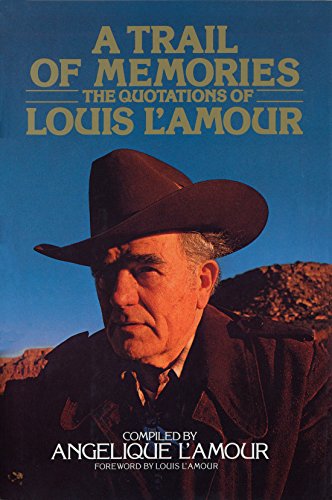 A TRAIL
OF MEMORIES
THE QUOTATIONS OF
LOUIS L'AMOUR
COMPILED BY
ANGELIQUE L'AMOUR
FOREWORD BY LOUIS L'AMOUR